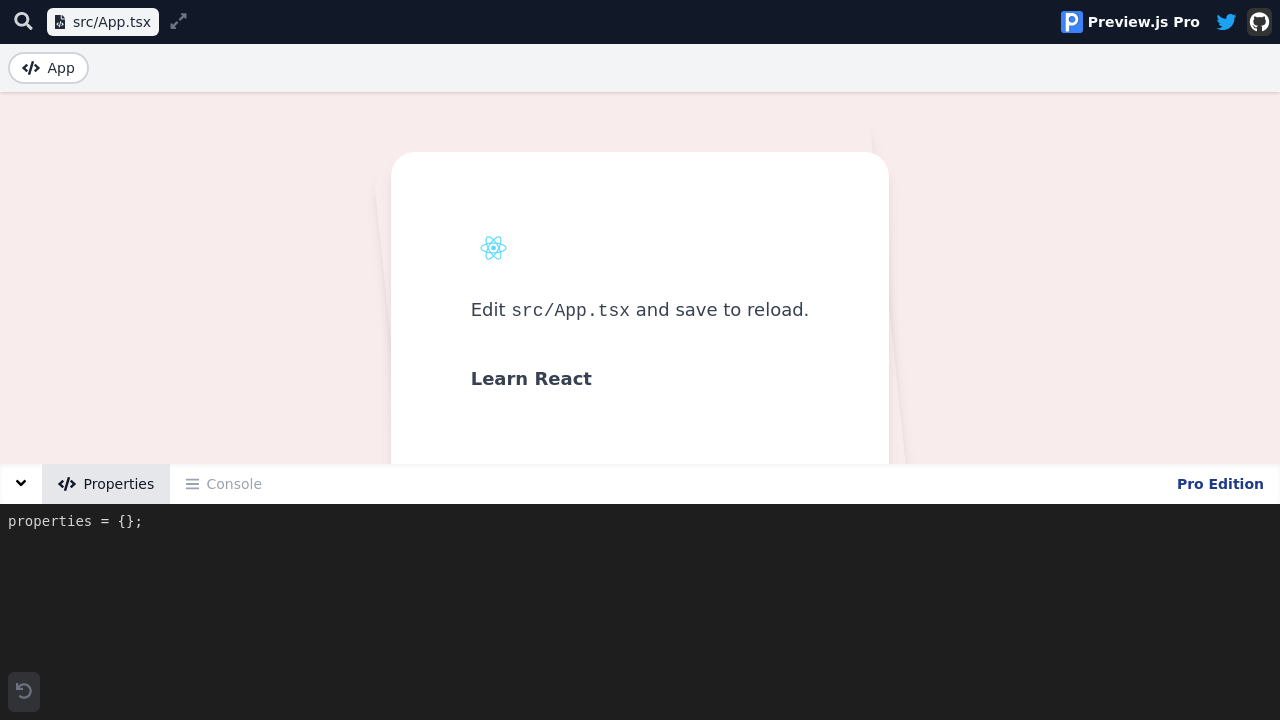 src/App.tsx
Preview.js Pro
App
Edit src/App.tsx and save to reload.
Learn React
Properties
Console
Pro Edition
properties = {};